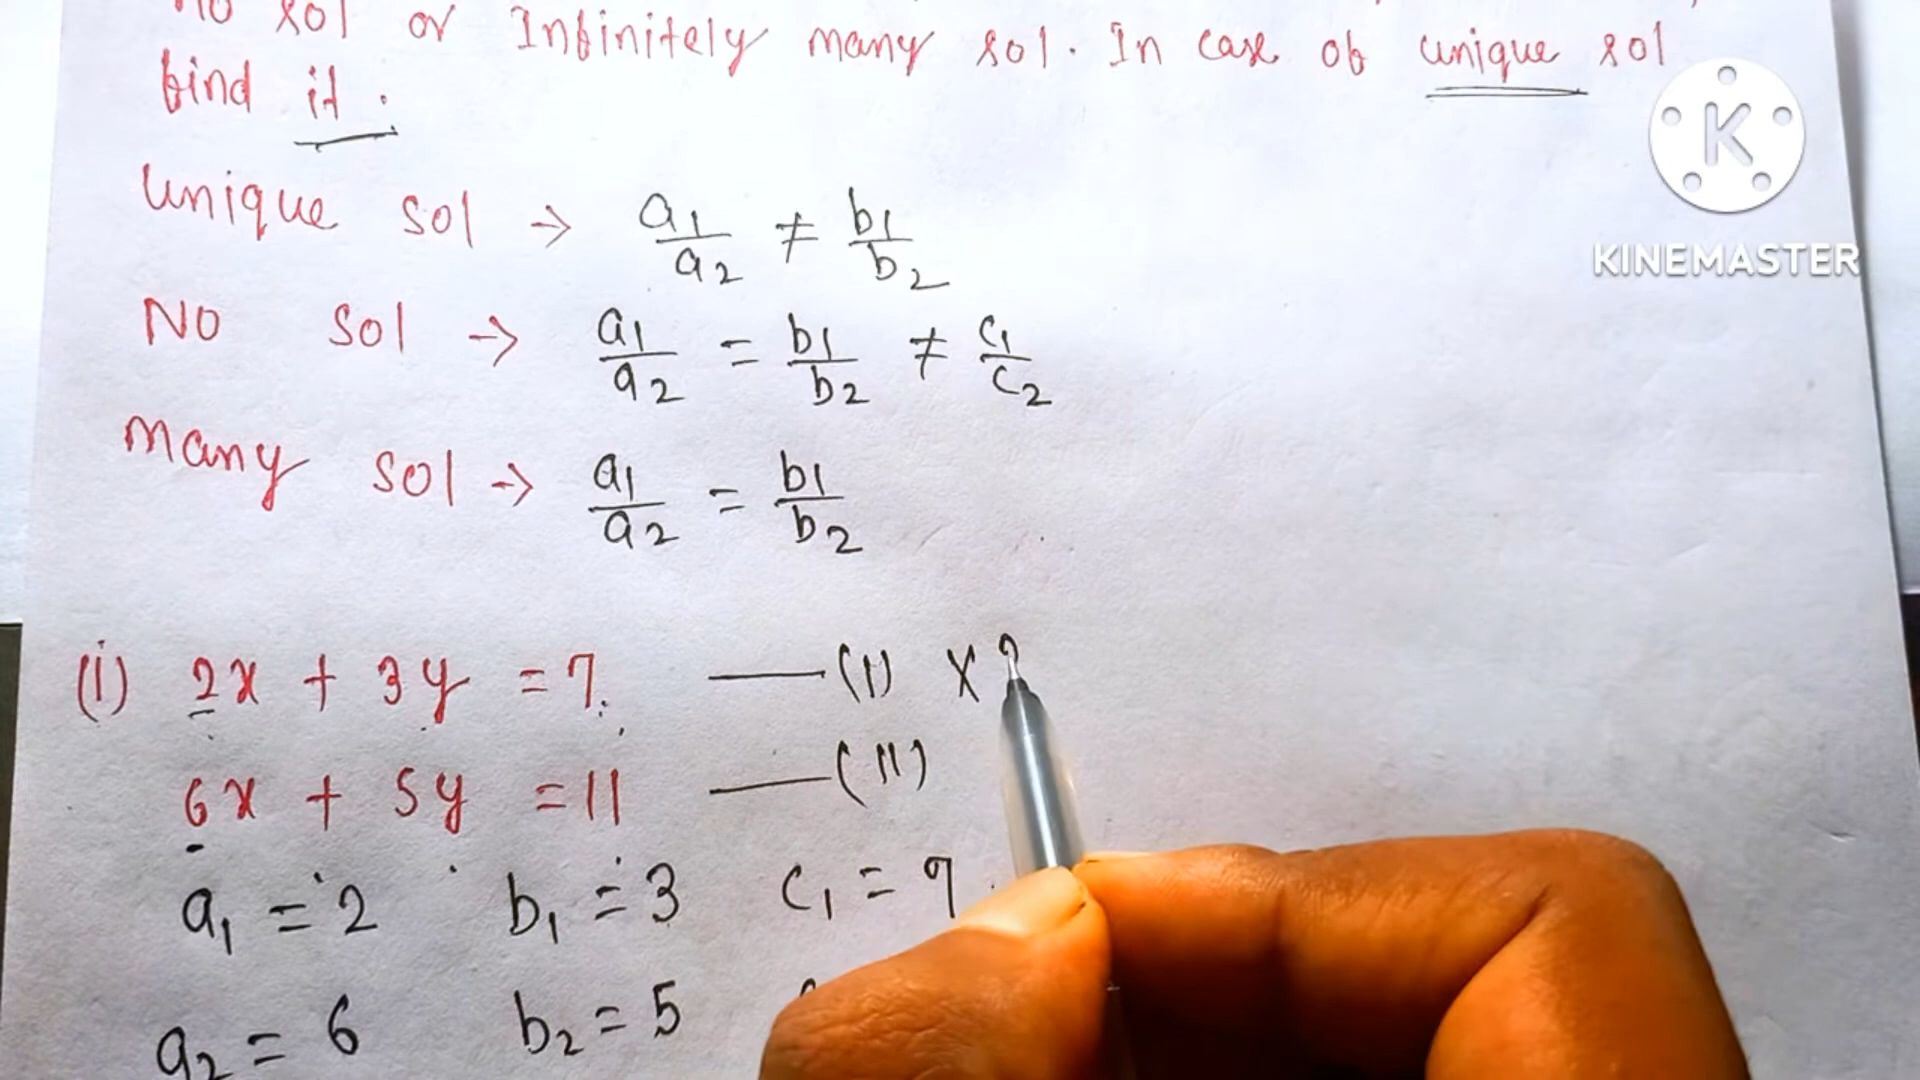 no sol or Infinitely many sol. In case of unique sol
find it.
K
KINEMASTER
Unique sol → a1/a2 ≠ b1/b2
NO sol → a1/a2 = b1/b2 ≠ c1/c2
Many sol → a1/a2 = b1/b2
(i) 2x + 3y = 7 —(I) X
6x + 5y = 11 —(II)
a1 = 2 b1 = 3 c1 = 7
a2 = 6 b2 = 5